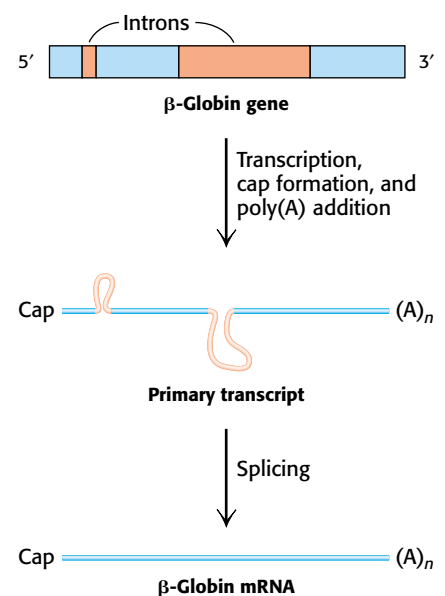 Introns
5′ 3′
β-Globin gene
Transcription,
cap formation, and
poly(A) addition
Cap (A)n
Primary transcript
Splicing
Cap (A)n
β-Globin mRNA